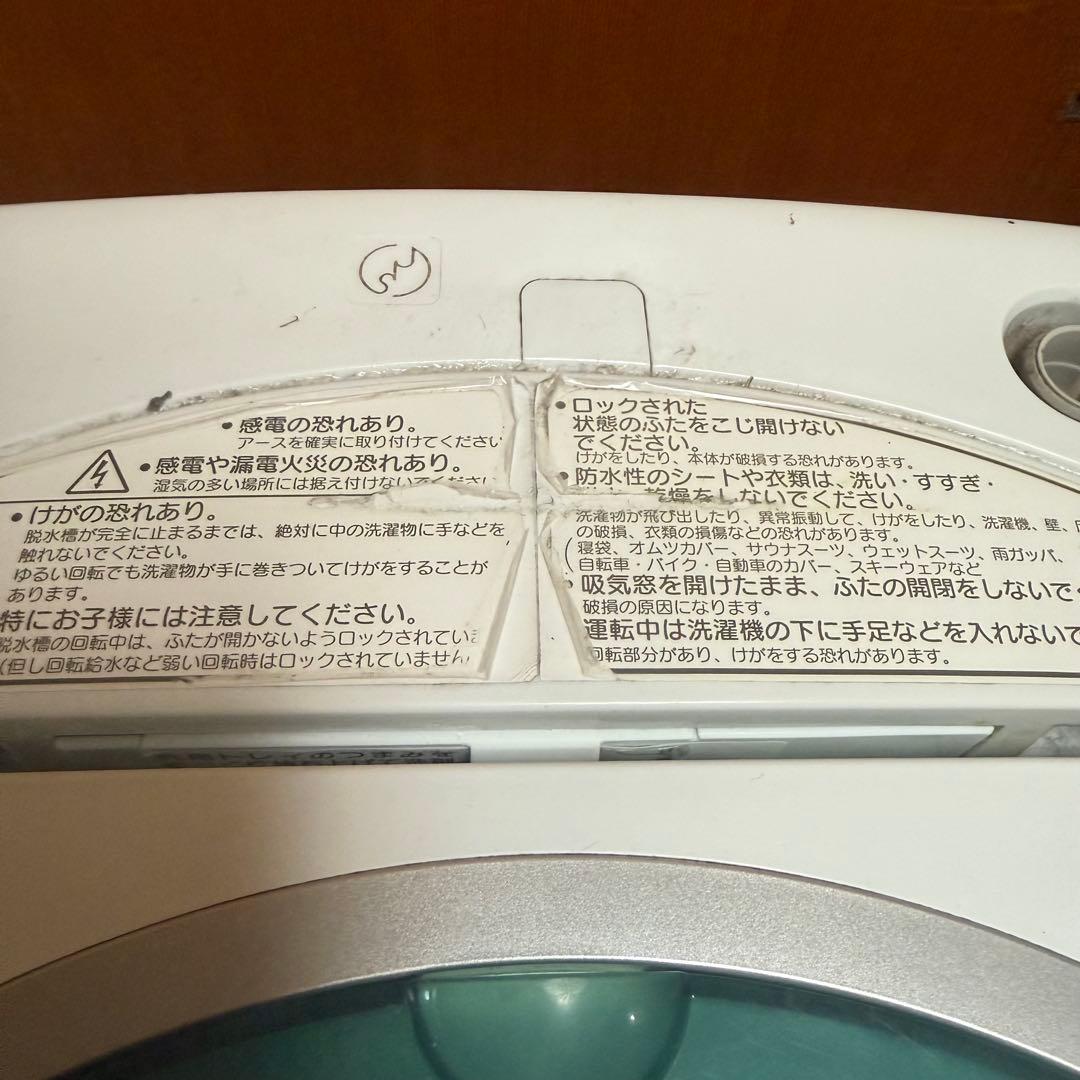 ・感電の恐れあり。
アースを確実に取り付けてください
・感電や漏電火災の恐れあり。
湿気の多い場所には据え付けないでください
・けがの恐れあり。
脱水槽が完全に止まるまでは、絶対に中の洗濯物に手などを
触れないでください。
ゆるい回転でも洗濯物が手に巻きついてけがをすることが
あります。
特にお子様には注意してください。
脱水槽の回転中は、ふたが開かないようロックされていま
(但し回転給水など弱い回転時はロックされていません
・ロックされた
状態のふたをこじ開けない
でください。
けがをしたり、本体が破損する恐れがあります。
・防水性のシートや衣類は、洗い・すすぎ・
乾燥をしないでください。
洗濯物が飛び出したり、異常振動して、けがをしたり、洗濯機、壁、
の破損、衣類の損傷などの恐れがあります。
(寝袋、オムツカバー、サウナスーツ、ウェットスーツ、雨ガッパ、
自転車・バイク・自動車のカバー、スキーウェアなど
・吸気窓を開けたまま、ふたの開閉をしないで
破損の原因になります。
運転中は洗濯機の下に手足などを入れないで
回転部分があり、けがをする恐れがあります。